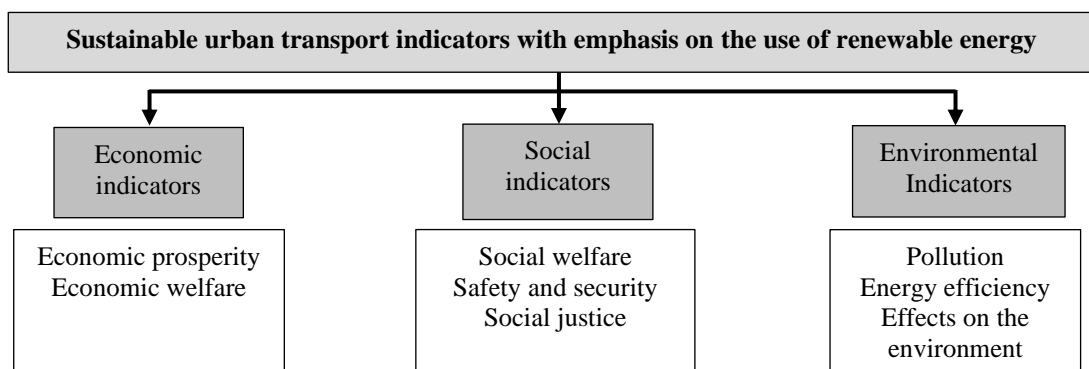 Sustainable urban transport indicators with emphasis on the use of renewable energy
Economic
indicators
Social
indicators
Environmental
Indicators
Economic prosperity
Economic welfare
Social welfare
Safety and security
Social justice
Pollution
Energy efficiency
Effects on the
environment